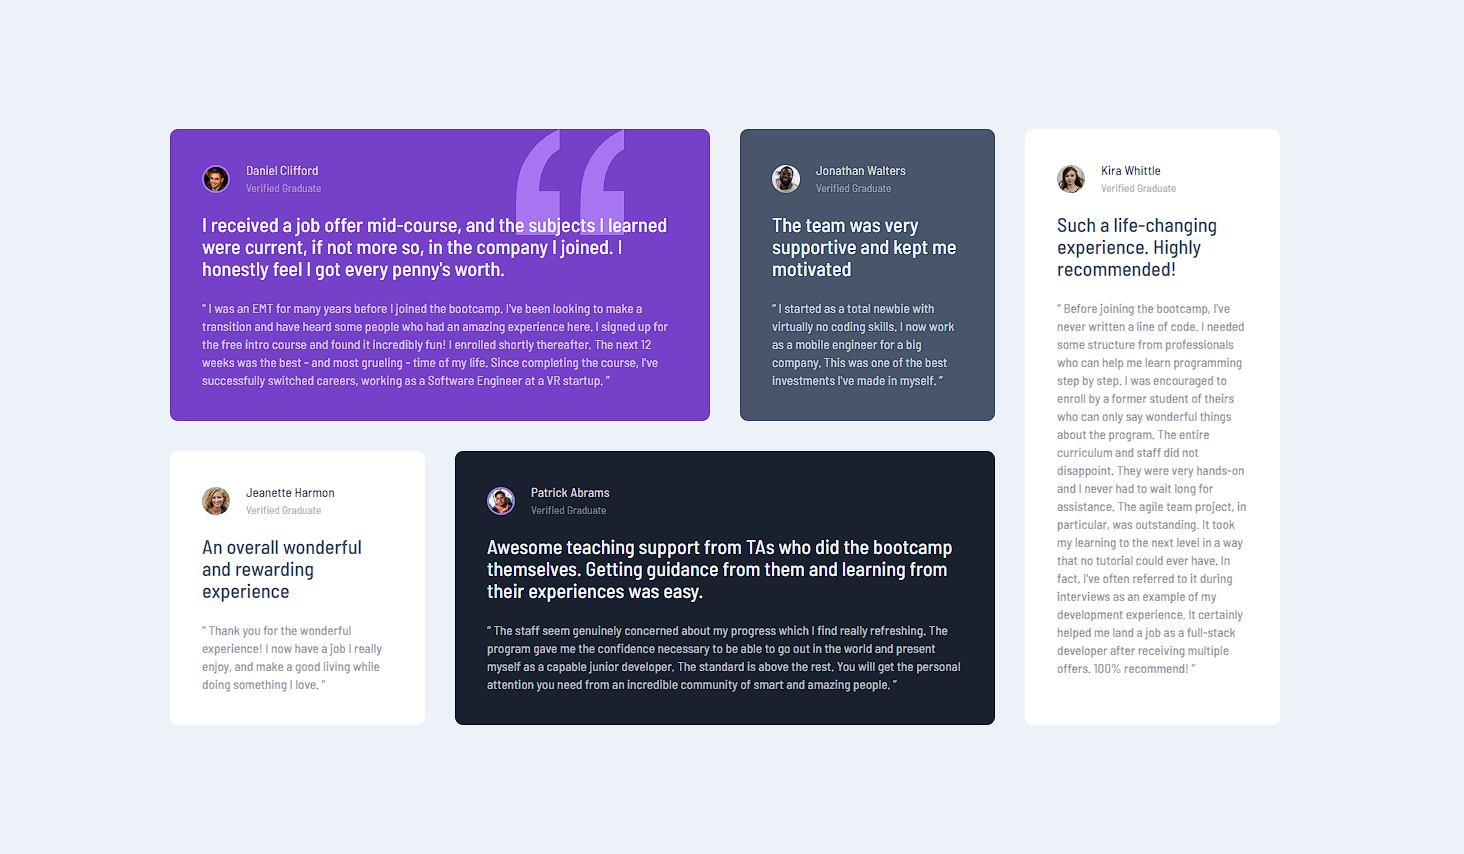 Daniel Clifford
Verified Graduate
I received a job offer mid-course, and the subjects I learned
were current, if not more so, in the company I joined. I
honestly feel I got every penny's worth.
“ I was an EMT for many years before I joined the bootcamp. I've been looking to make a
transition and have heard some people who had an amazing experience here. I signed up for
the free intro course and found it incredibly fun! I enrolled shortly thereafter. The next 12
weeks was the best - and most grueling - time of my life. Since completing the course, I've
successfully switched careers, working as a Software Engineer at a VR startup. ”
Jonathan Walters
Verified Graduate
The team was very
supportive and kept me
motivated
“ I started as a total newbie with
virtually no coding skills. I now work
as a mobile engineer for a big
company. This was one of the best
investments I've made in myself. ”
Kira Whittle
Verified Graduate
Such a life-changing
experience. Highly
recommended!
“ Before joining the bootcamp, I've
never written a line of code. I needed
some structure from professionals
who can help me learn programming
step by step. I was encouraged to
enroll by a former student of theirs
who can only say wonderful things
about the program. The entire
curriculum and staff did not
disappoint. They were very hands-on
and I never had to wait long for
assistance. The agile team project, in
particular, was outstanding. It took
my learning to the next level in a way
that no tutorial could ever have. In
fact, I've often referred to it during
interviews as an example of my
development experience. It certainly
helped me land a job as a full-stack
developer after receiving multiple
offers. 100% recommend! ”
Jeanette Harmon
Verified Graduate
An overall wonderful
and rewarding
experience
“ Thank you for the wonderful
experience! I now have a job I really
enjoy, and make a good living while
doing something I love. ”
Patrick Abrams
Verified Graduate
Awesome teaching support from TAs who did the bootcamp
themselves. Getting guidance from them and learning from
their experiences was easy.
“ The staff seem genuinely concerned about my progress which I find really refreshing. The
program gave me the confidence necessary to be able to go out in the world and present
myself as a capable junior developer. The standard is above the rest. You will get the personal
attention you need from an incredible community of smart and amazing people. ”